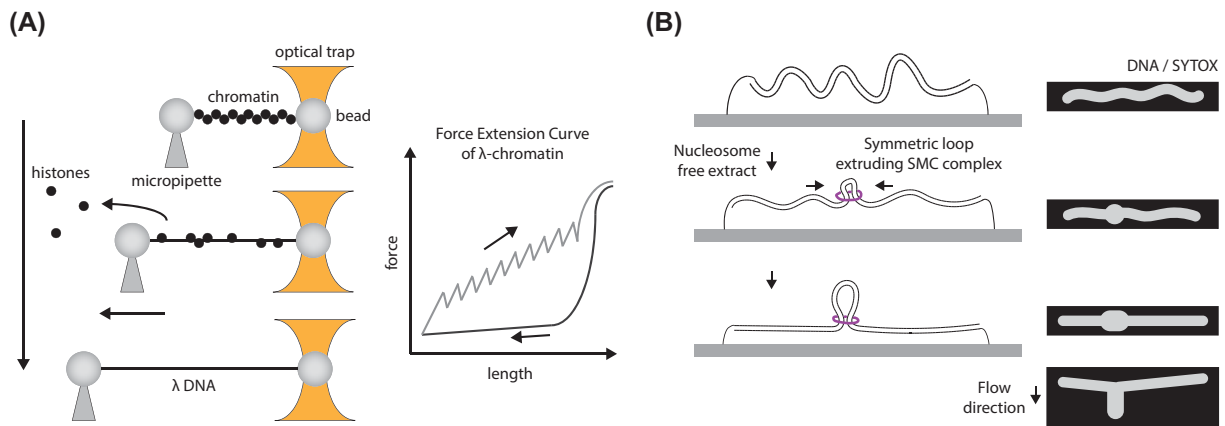 (A)
optical trap
chromatin
bead
histones
micropipette
λ DNA
Force Extension Curve
of λ-chromatin
force
length
(B)
DNA / SYTOX
Nucleosome
free extract
Symmetric loop
extruding SMC complex
Flow
direction